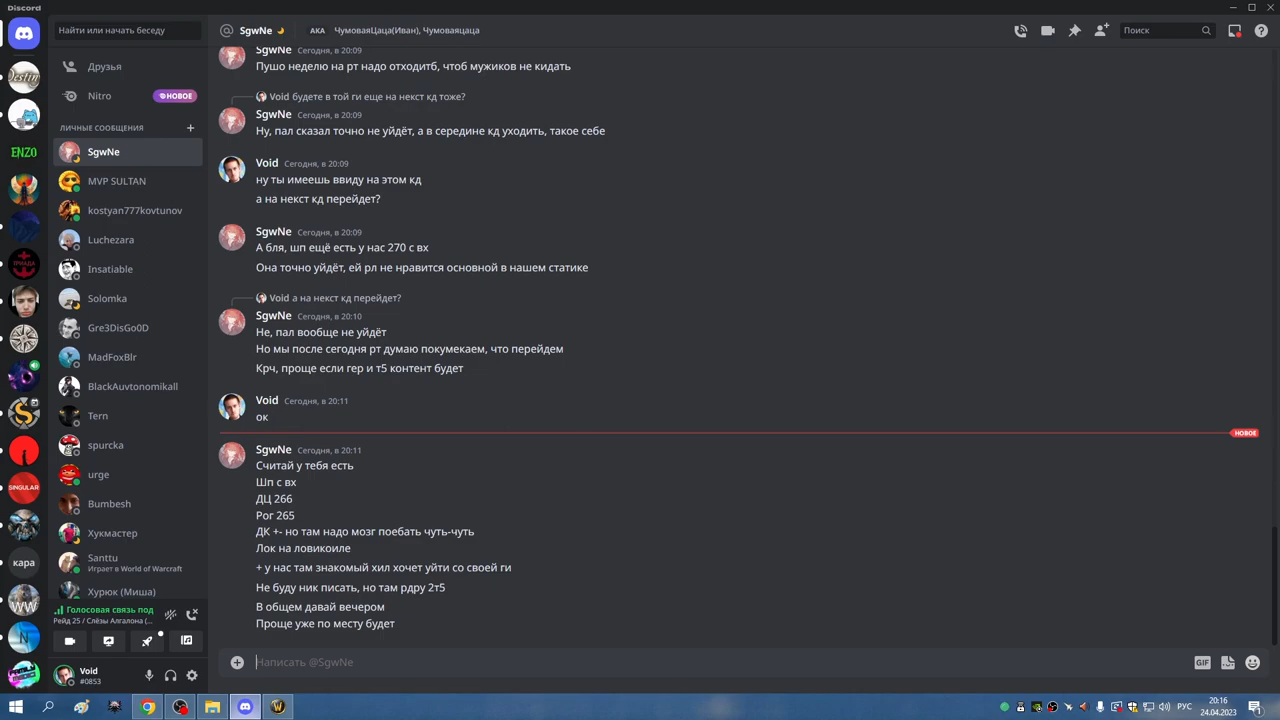 Discord
Найти или начать беседу
Друзья
Nitro
НОВОЕ
ЛИЧНЫЕ СООБЩЕНИЯ
SgwNe
MVP SULTAN
kostyan777kovtunov
Luchezara
Insatiable
Solomka
Gre3DisGo0D
MadFoxBlr
BlackAuvtonomikall
Tern
spurcka
urge
Bumbesh
Хукмастер
Santtu
Играет в World of Warcraft
Хурюк (Миша)
Голосовая связь под
Рейд 25 / Слёзы Алгалона (...
Void
#0853
ENZO
ТРИАДА
SINGULAR
кара
WW
N
SgwNe
AKA
ЧумоваяЦаца(Иван), Чумоваяцаца
Поиск
SgwNe Сегодня, в 20:09
Пушо неделю на рт надо отходитб, чтоб мужиков не кидать
Void будете в той ги еще на некст кд тоже?
SgwNe Сегодня, в 20:09
Ну, пал сказал точно не уйдёт, а в середине кд уходить, такое себе
Void Сегодня, в 20:09
ну ты имеешь ввиду на этом кд
а на некст кд перейдет?
SgwNe Сегодня, в 20:09
А бля, шп ещё есть у нас 270 с вх
Она точно уйдёт, ей рл не нравится основной в нашем статике
Void а на некст кд перейдет?
SgwNe Сегодня, в 20:10
Не, пал вообще не уйдёт
Но мы после сегодня рт думаю покумекаем, что перейдем
Крч, проще если гер и т5 контент будет
Void Сегодня, в 20:11
ок
НОВОЕ
SgwNe Сегодня, в 20:11
Считай у тебя есть
Шп с вх
ДЦ 266
Рог 265
ДК +- но там надо мозг поебать чуть-чуть
Лок на ловикоиле
+ у нас там знакомый хил хочет уйти со своей ги
Не буду ник писать, но там рдру 2т5
В общем давай вечером
Проще уже по месту будет
Написать @SgwNe
GIF
РУС
20:16
24.04.2023